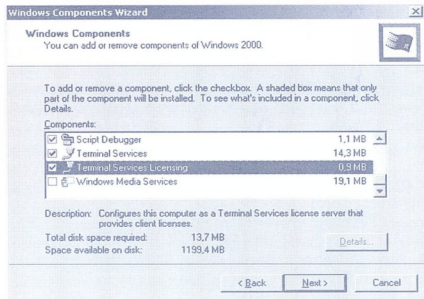 Windows Components Wizard
Windows Components
You can add or remove components of Windows 2000.
To add or remove a component, click the checkbox. A shaded box means that only
part of the component will be installed. To see what's included in a component, click
Details.
Components:
Script Debugger 1,1 MB
Terminal Services 14,3 MB
Terminal Services Licensing 0,9 MB
Windows Media Services 19,1 MB
Description: Configures this computer as a Terminal Services license server that
provides client licenses.
Total disk space required: 13,7 MB
Space available on disk: 1199,4 MB
Details...
< Back Next > Cancel